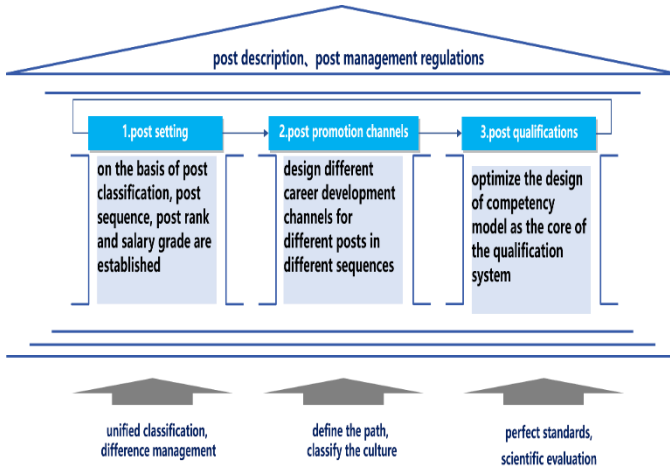 post description、post management regulations
1.post setting
2.post promotion channels
3.post qualifications
on the basis of post
classification, post
sequence, post rank
and salary grade are
established
design different
career development
channels for
different posts in
different sequences
optimize the design
of competency
model as the core of
the qualification
system
unified classification,
difference management
define the path,
classify the culture
perfect standards,
scientific evaluation